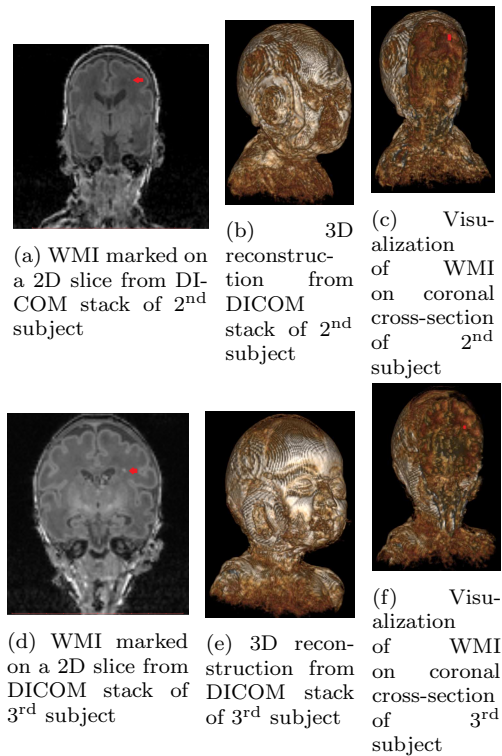 (a) WMI marked on
a 2D slice from DI-
COM stack of 2nd
subject
(b) 3D
reconstruc-
tion from
DICOM
stack of 2nd
subject
(c) Visu-
alization
of WMI
on coronal
cross-section
of 2nd
subject
(d) WMI marked
on a 2D slice from
DICOM stack of
3rd subject
(e) 3D recon-
struction from
DICOM stack
of 3rd subject
(f) Visu-
alization
of WMI
on coronal
cross-section
of 3rd
subject